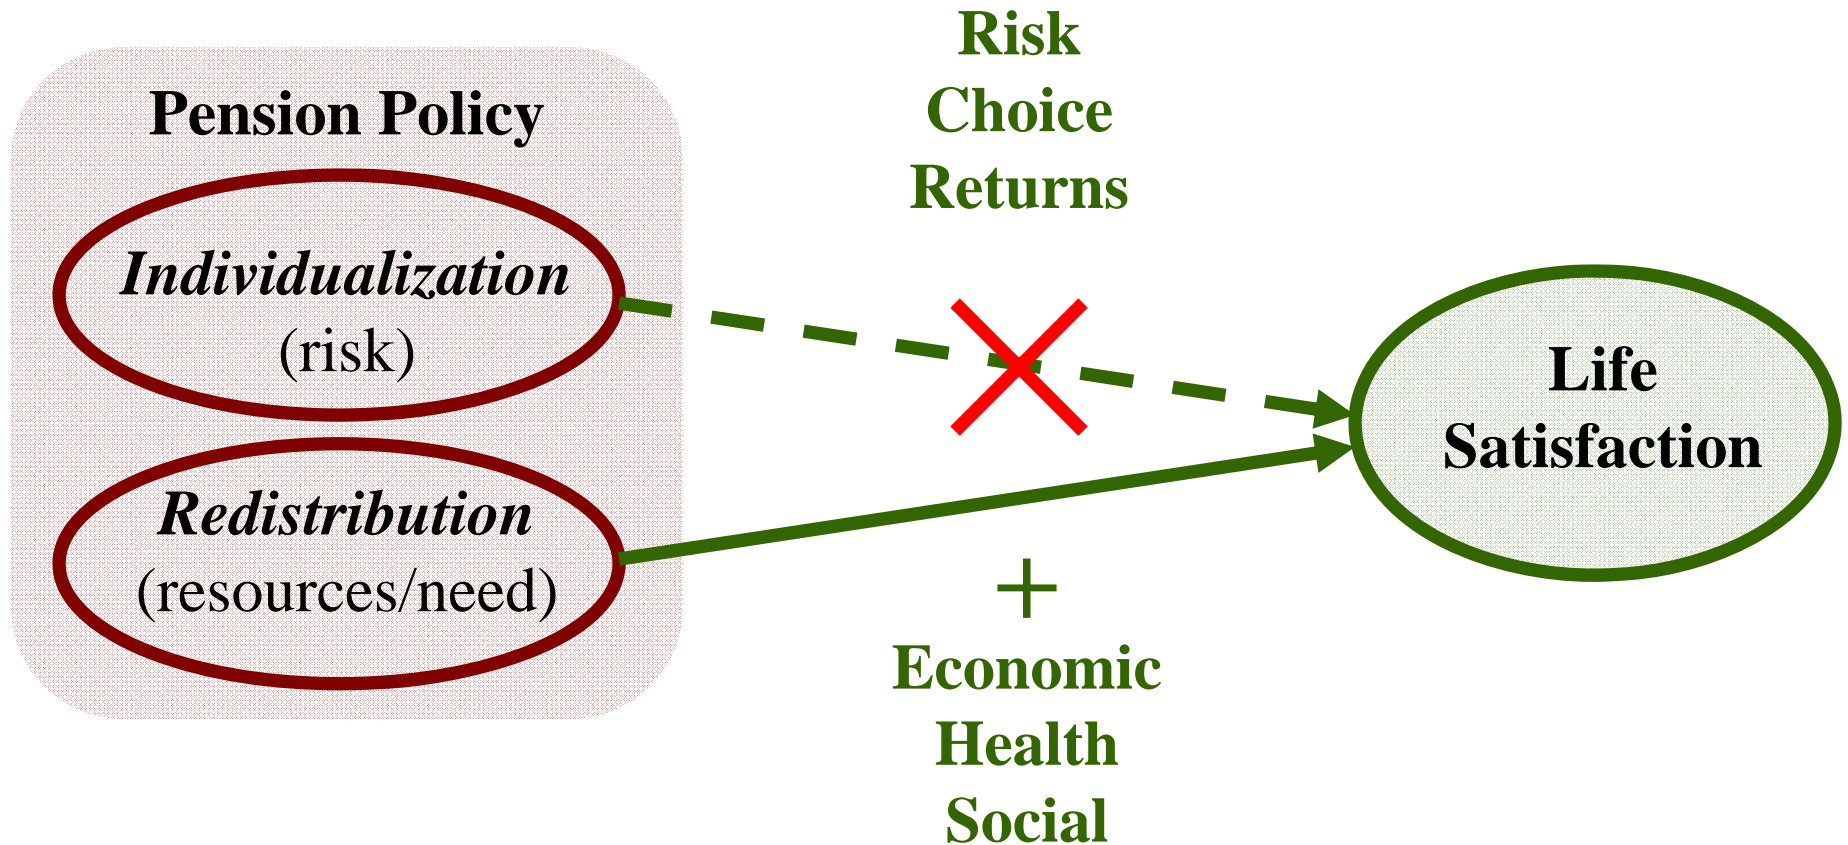 Risk
Choice
Returns
Pension Policy
Individualization
(risk)
Redistribution
(resources/need)
Life
Satisfaction
+
Economic
Health
Social